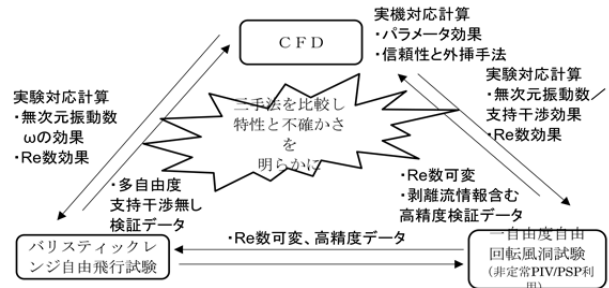 実機対応計算
・パラメータ効果
・信頼性と外挿手法
CFD
実験対応計算
・無次元振動数
ωの効果
・Re数効果
三手法を比較し
特性と不確かさ
を
明らかに
実験対応計算
・無次元振動数／
支持干渉効果
・Re数効果
・多自由度
支持干渉無し
検証データ
・Re数可変
・剥離流情報含む
高精度検証データ
バリスティックレ
ンジ自由飛行試験
・Re数可変、高精度データ
一自由度自由
回転風洞試験
(非定常PIV/PSP利
用)